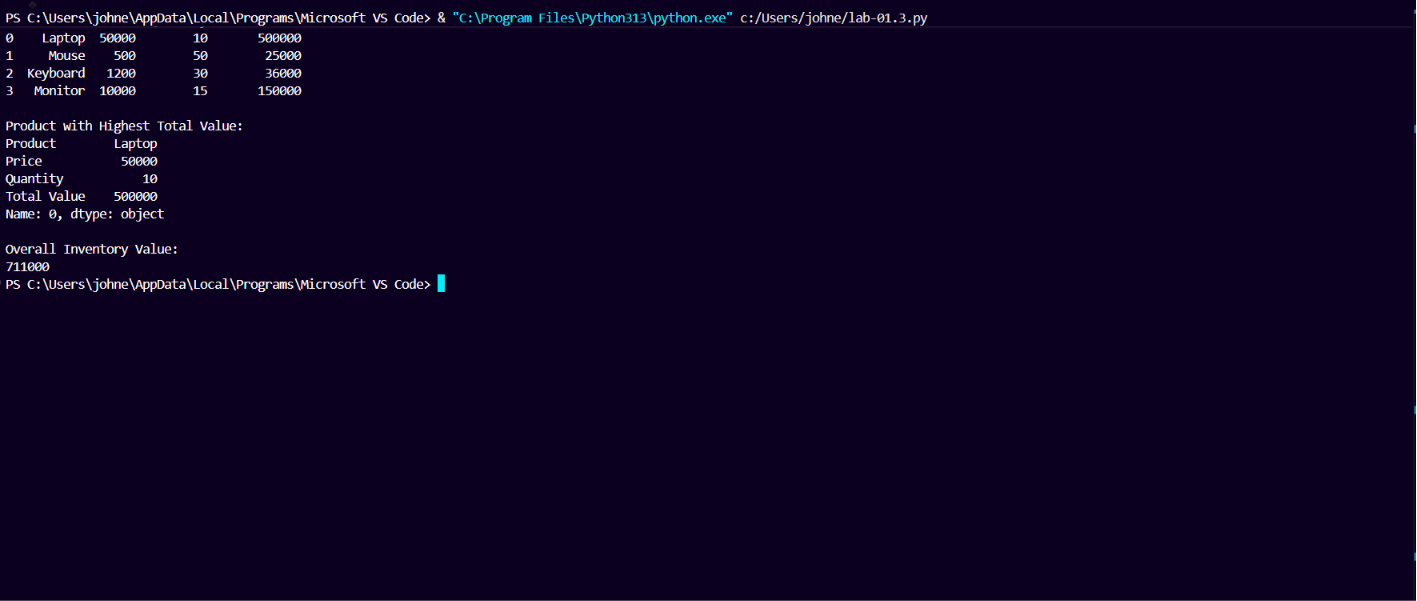 PS C:\Users\johne\AppData\Local\Programs\Microsoft VS Code> & "C:\Program Files\Python313\python.exe" c:/Users/johne/lab-01.3.py
0    Laptop  50000        10       500000
1     Mouse    500        50        25000
2  Keyboard   1200        30        36000
3   Monitor  10000        15       150000
Product with Highest Total Value:
Product        Laptop
Price           50000
Quantity           10
Total Value    500000
Name: 0, dtype: object
Overall Inventory Value:
711000
PS C:\Users\johne\AppData\Local\Programs\Microsoft VS Code>